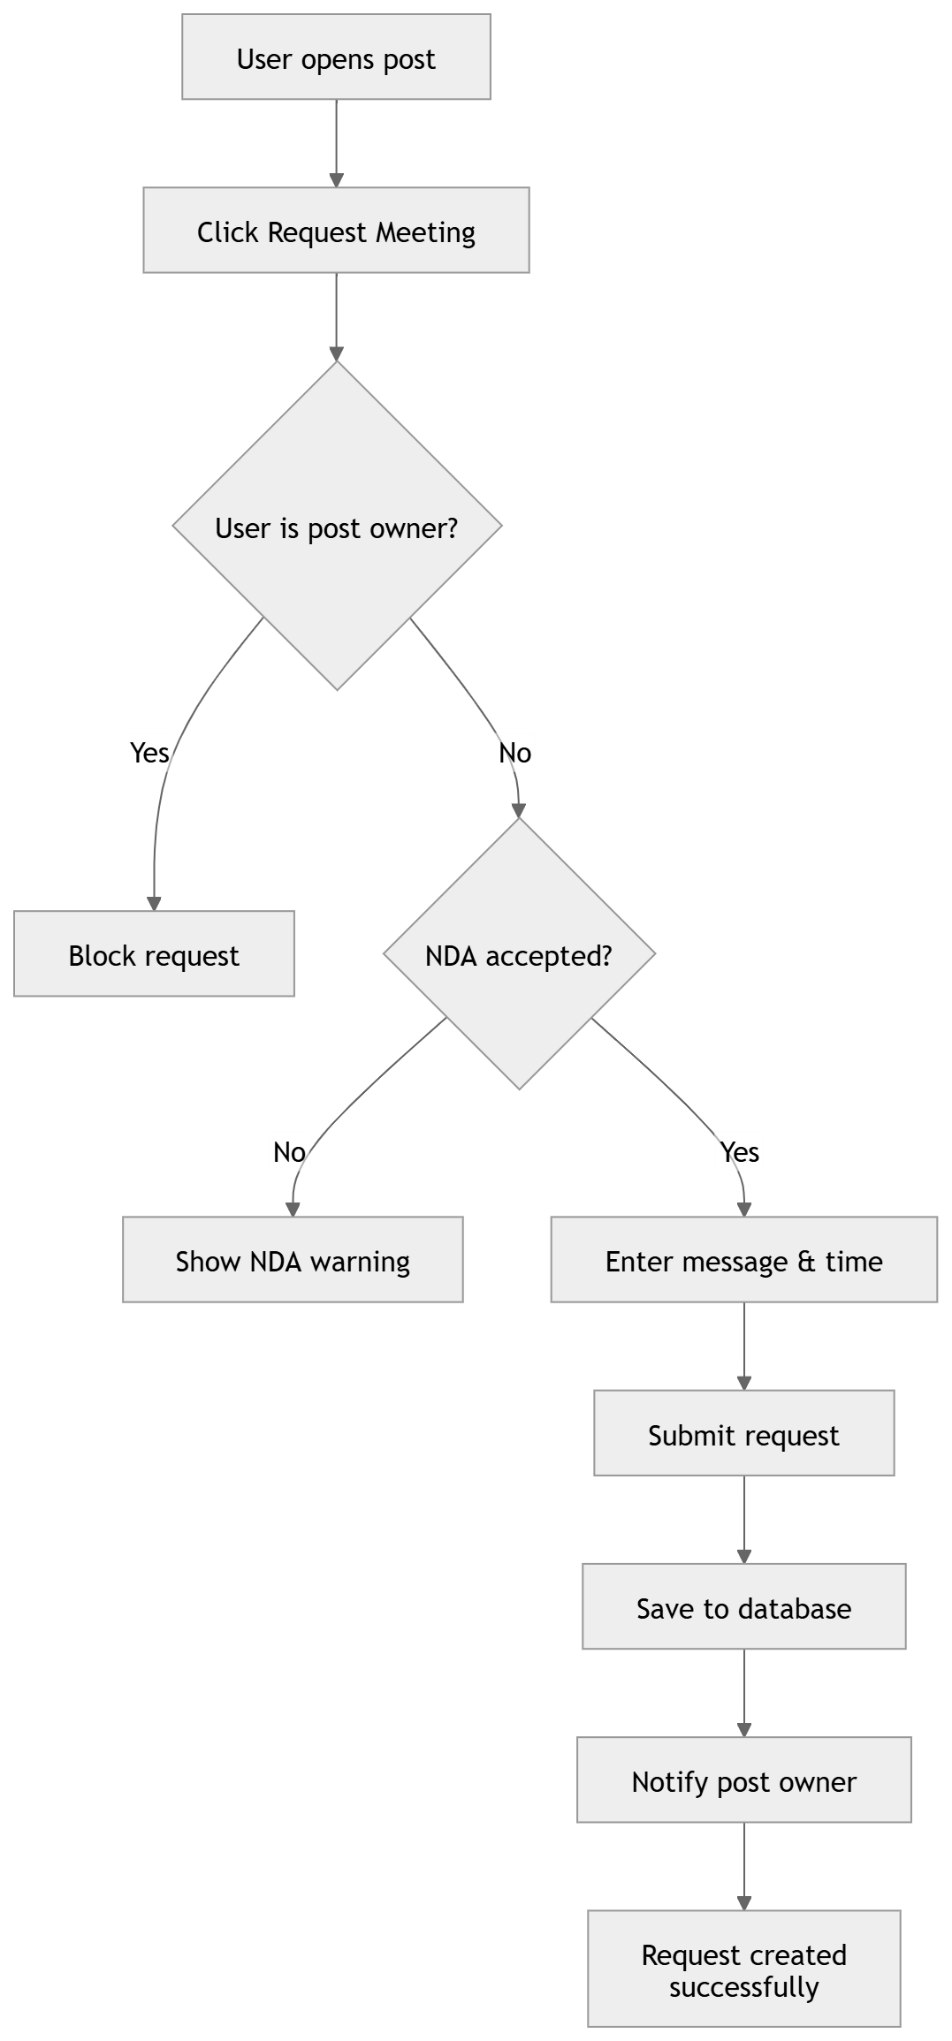 User opens post
Click Request Meeting
User is post owner?
Yes
No
Block request
NDA accepted?
No
Yes
Show NDA warning
Enter message & time
Submit request
Save to database
Notify post owner
Request created
successfully